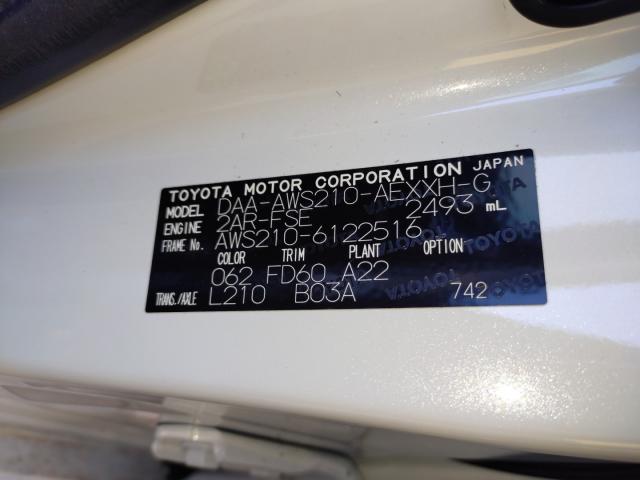 TOYOTA MOTOR CORPORATION JAPAN
MODEL DAA-AWS210-AEXXH-G
ENGINE 2AR-FSE 2493 mL
FRAME No. AWS210-6122516
COLOR TRIM PLANT OPTION
062 FD60 A22
TRANS./AXLE L210 B03A 742